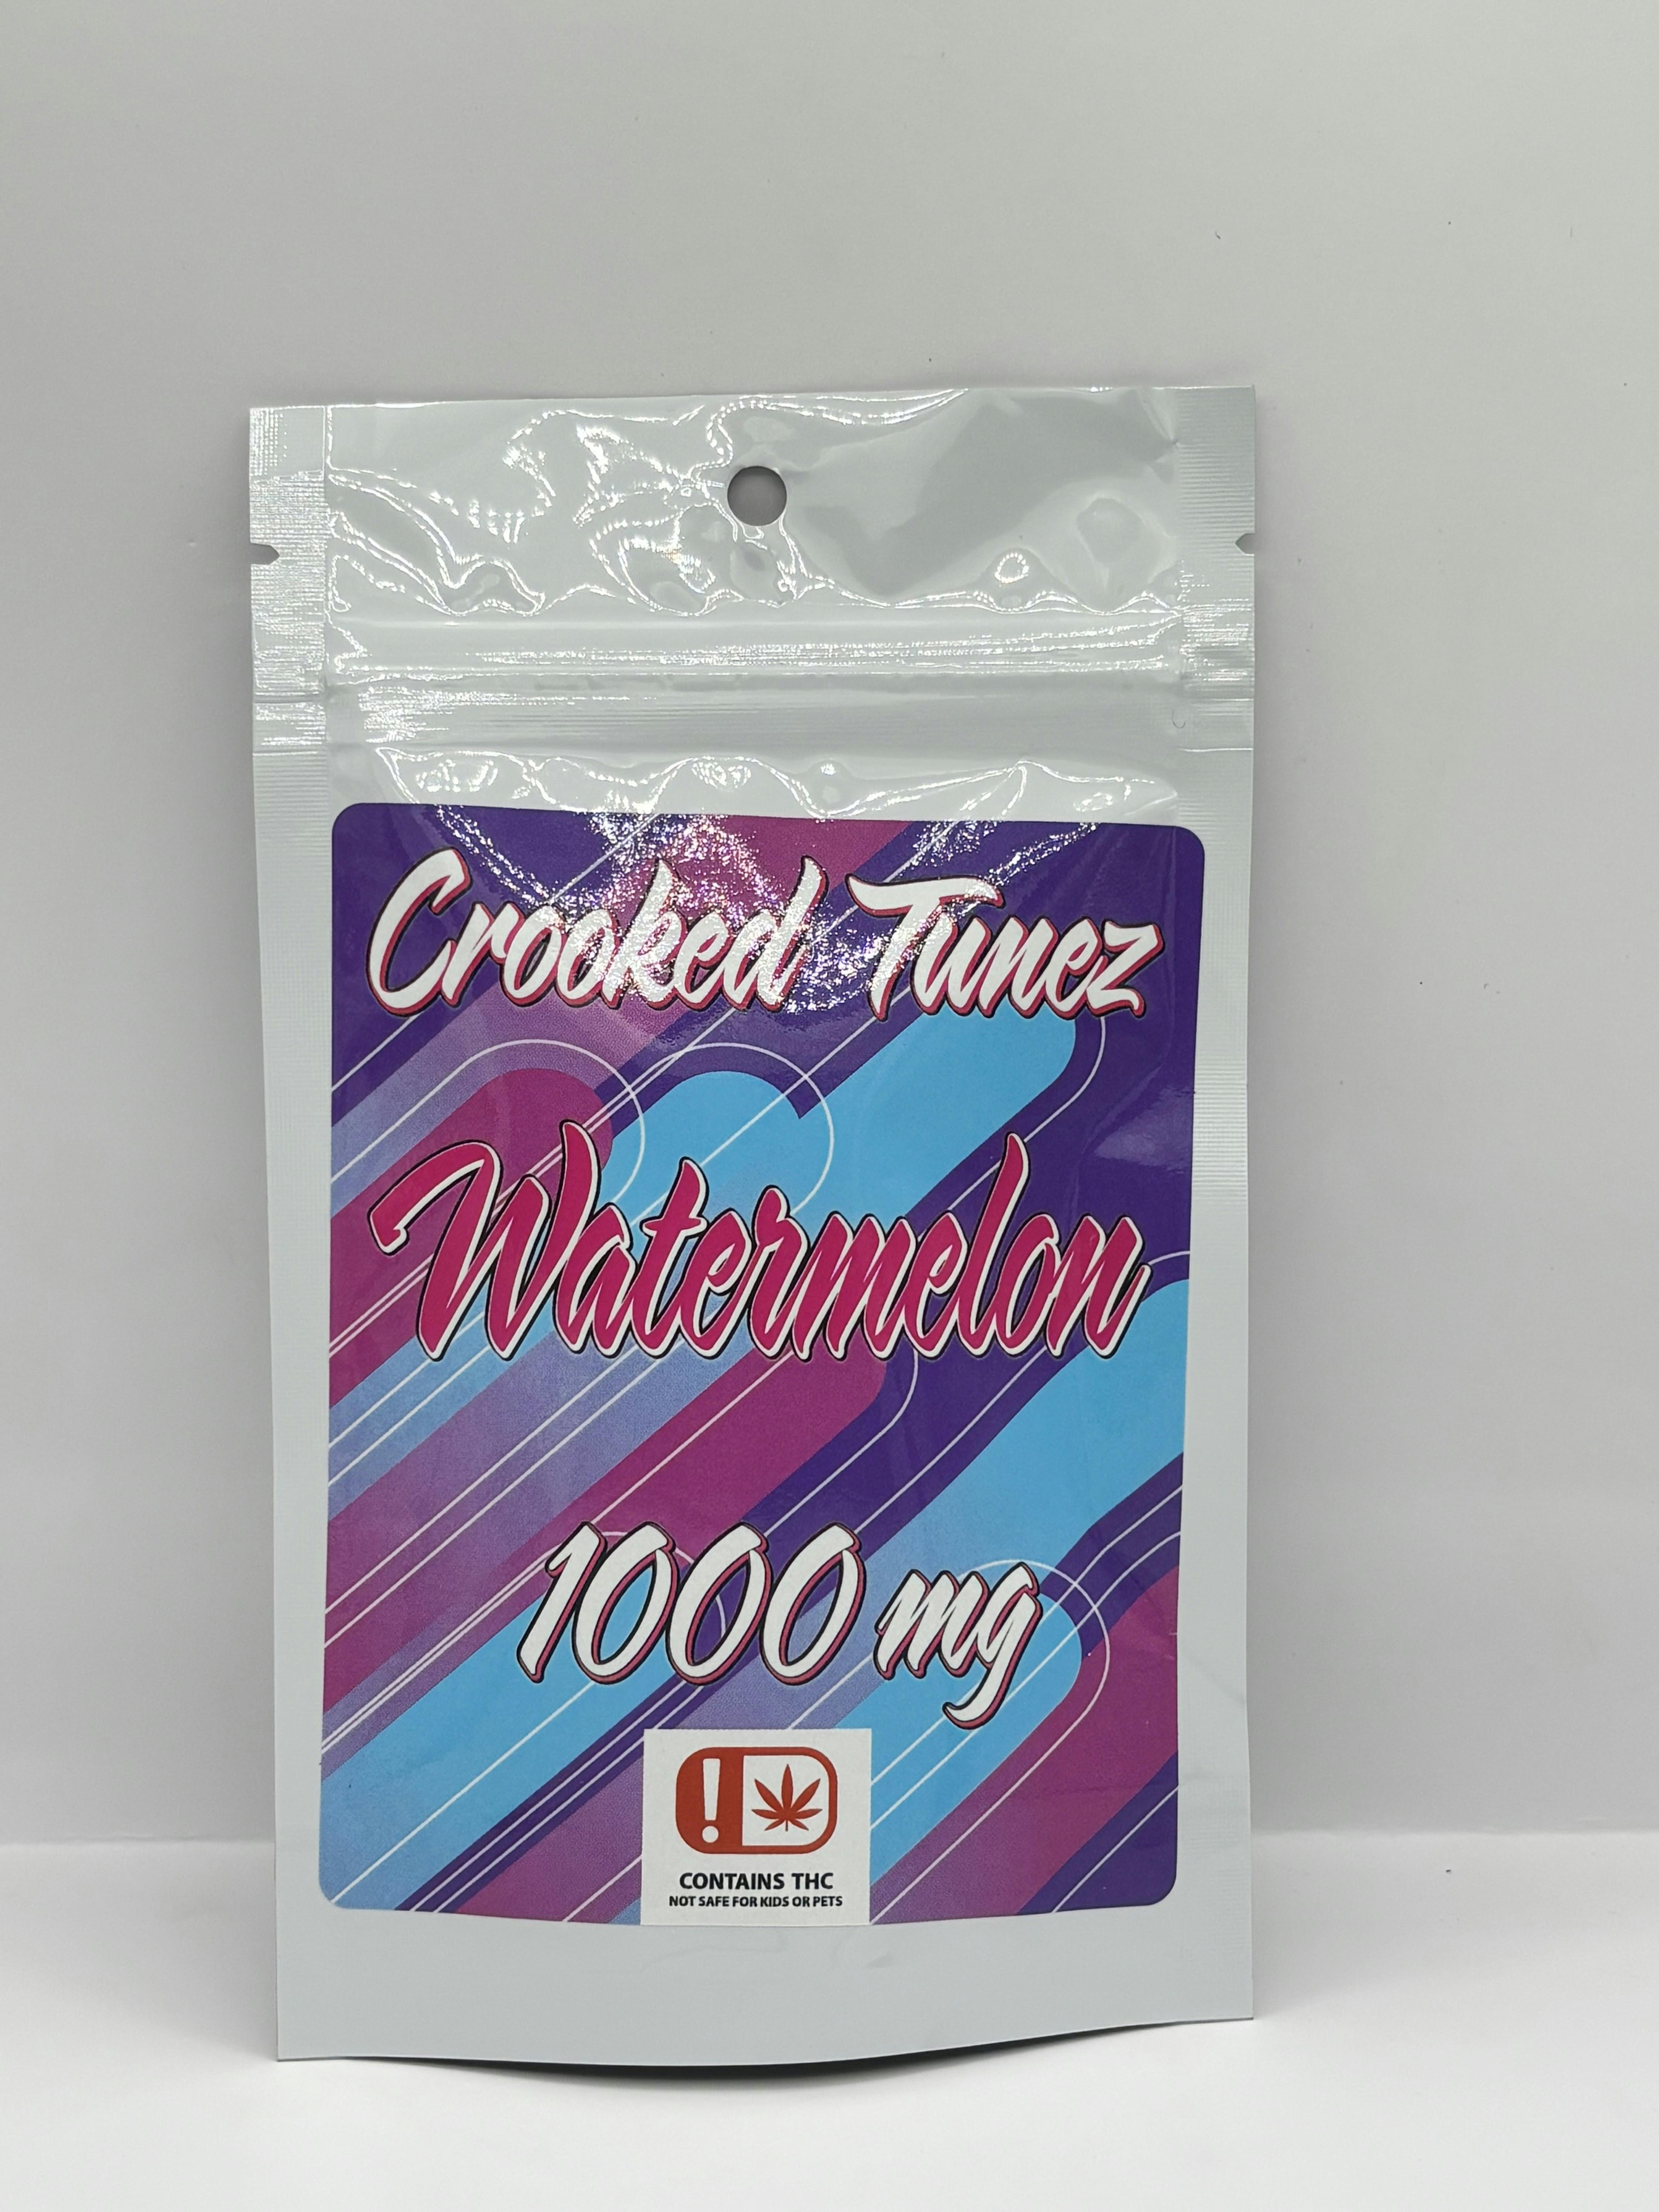 Crooked Tunez
Watermelon
1000 mg
!
CONTAINS THC
NOT SAFE FOR KIDS OR PETS